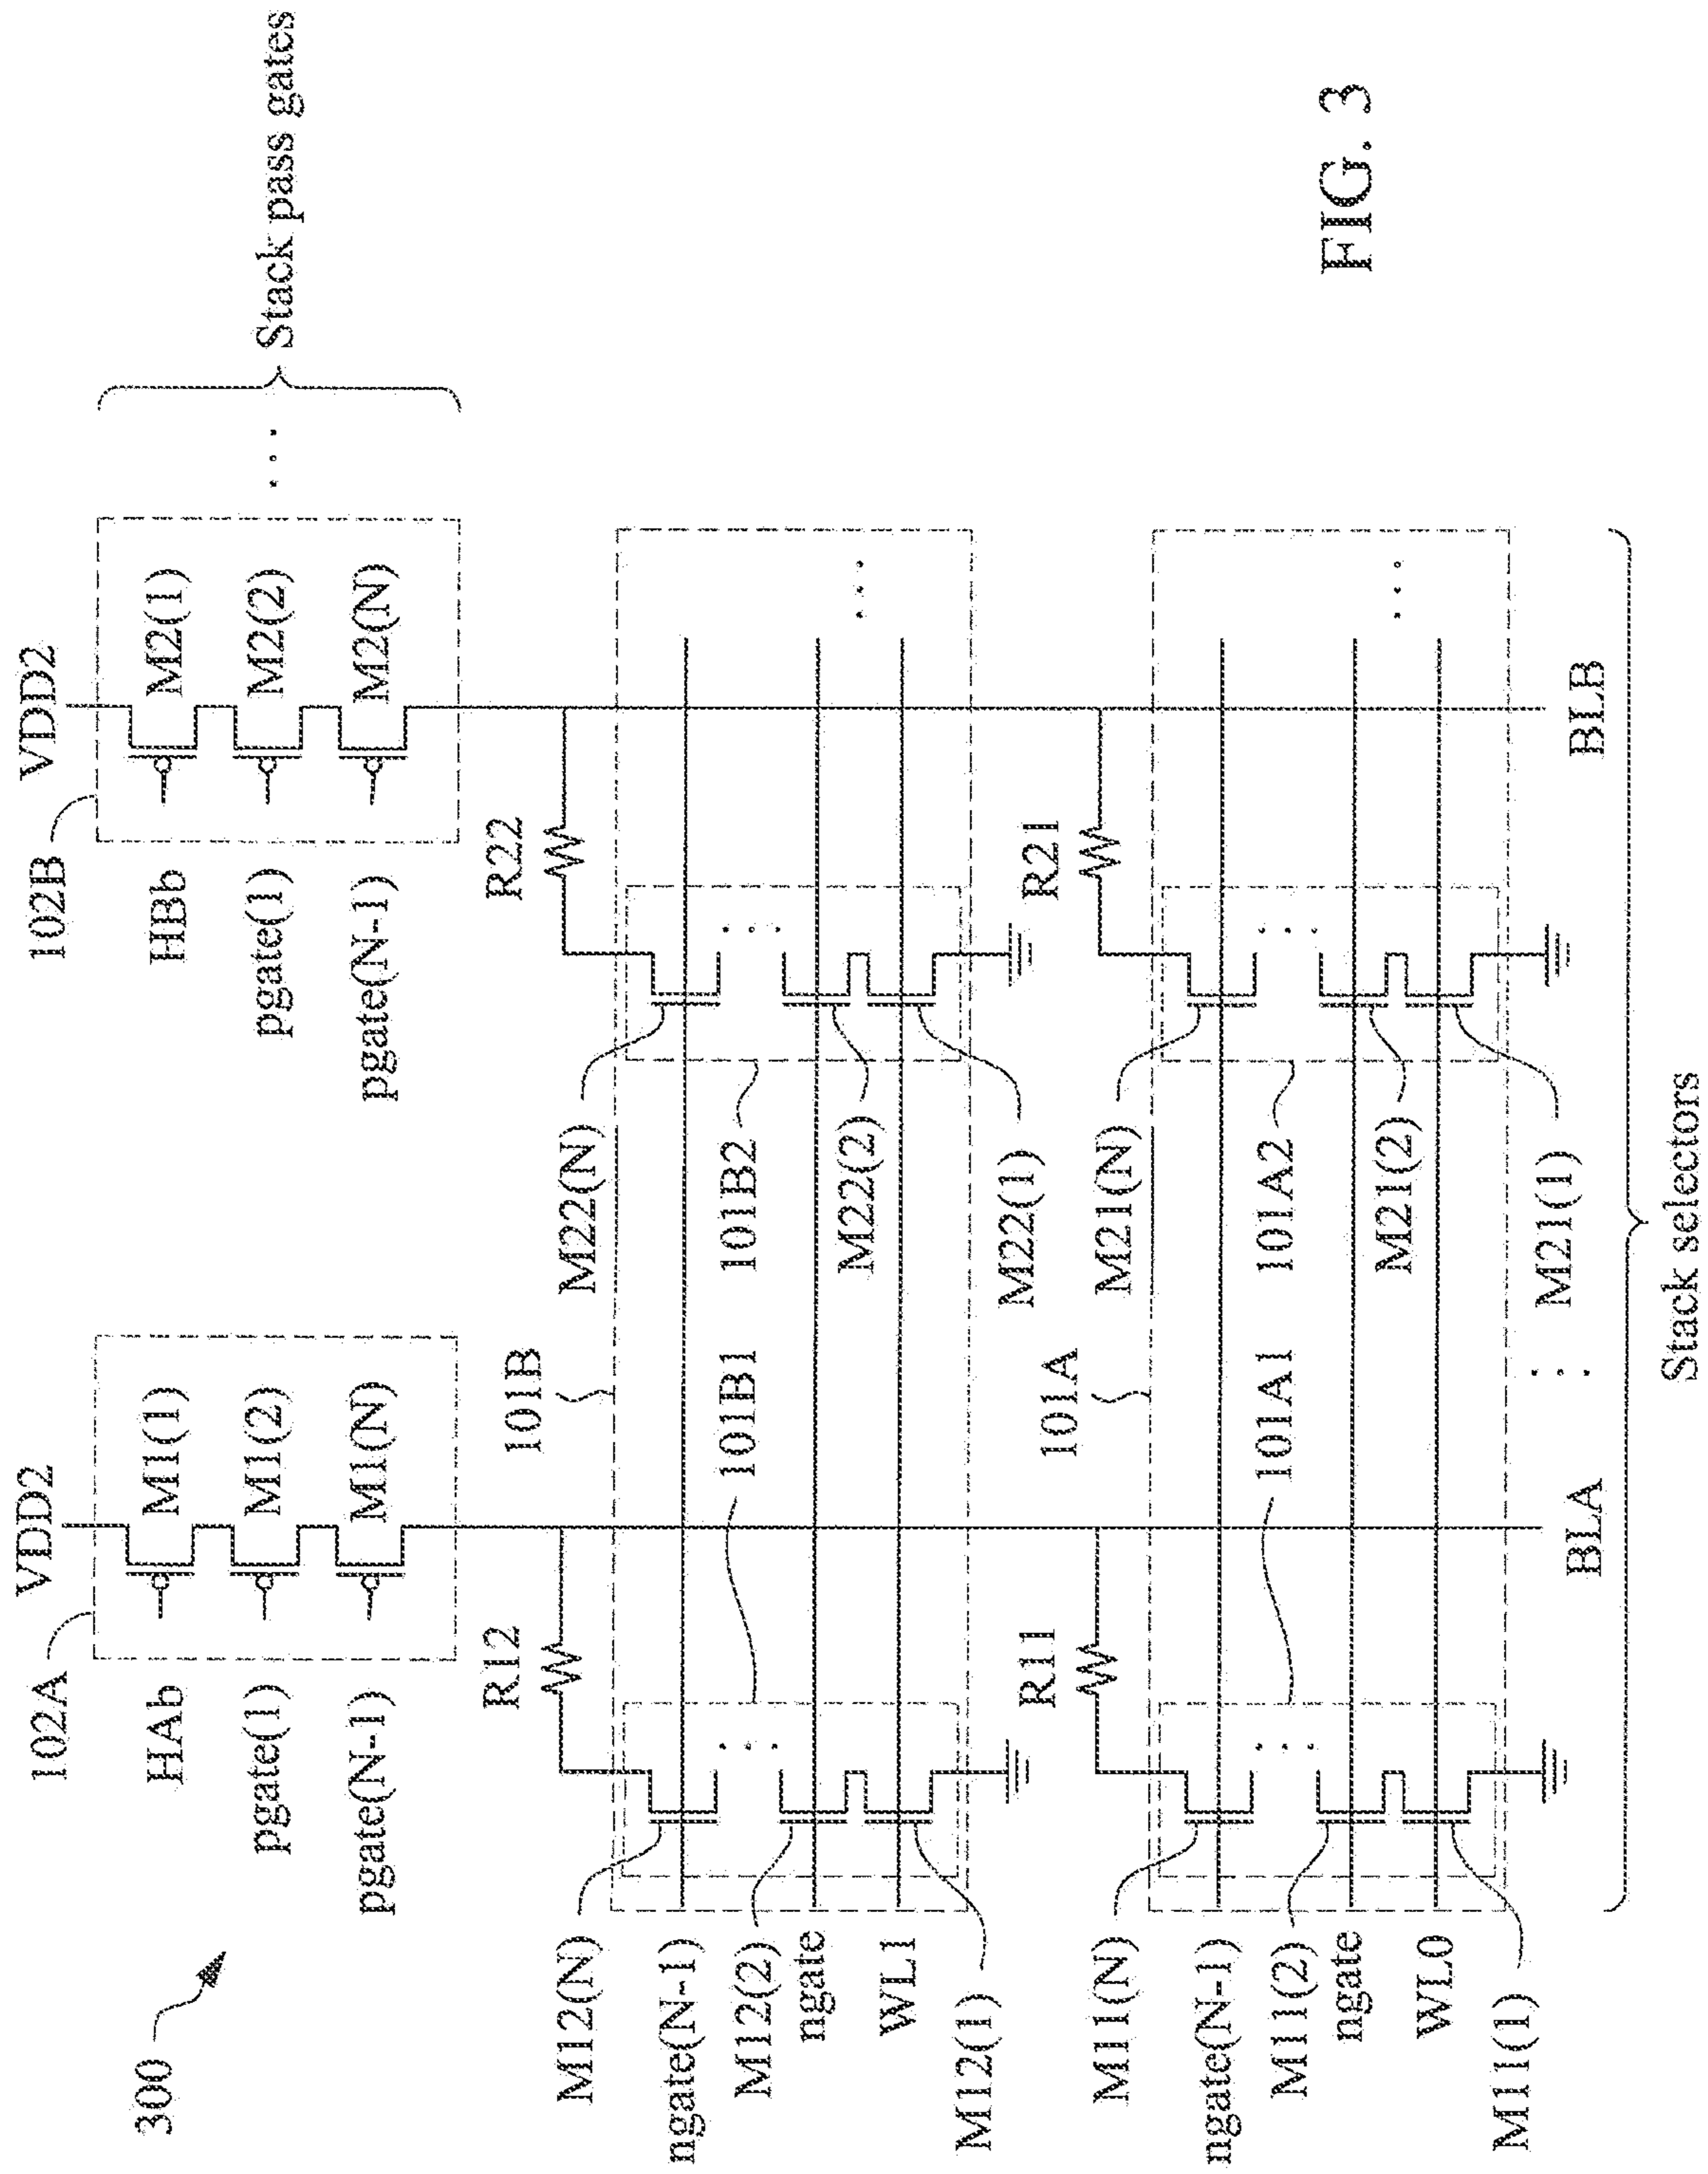 300
VDD2
102A
HAb
M1(1)
pgate(1)
M1(2)
pgate(N-1)
M1(N)
VDD2
102B
HBb
M2(1)
pgate(1)
M2(2)
pgate(N-1)
M2(N)
Stack pass gates
R12
101B
R22
M12(N)
M22(N)
ngate(N-1)
101B1
101B2
M12(2)
ngate
M22(2)
WL1
M12(1)
M22(1)
R11
101A
R21
M11(N)
M21(N)
ngate(N-1)
101A1
101A2
M11(2)
ngate
M21(2)
WL0
M11(1)
M21(1)
BLA
BLB
Stack selectors
FIG. 3